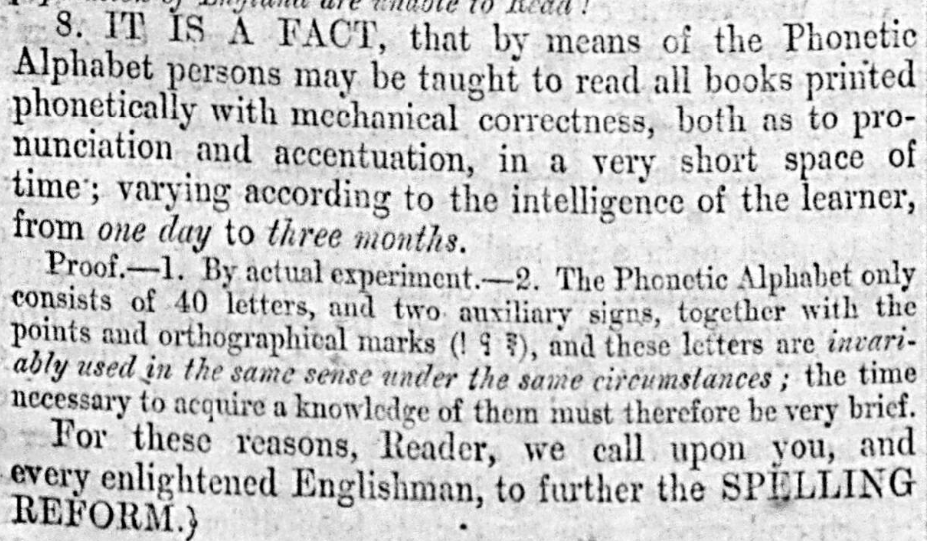 of England are unable to Read!
8. IT IS A FACT, that by means of the Phonetic
Alphabet persons may be taught to read all books printed
phonetically with mechanical correctness, both as to pro-
nunciation and accentuation, in a very short space of
time; varying according to the intelligence of the learner,
from one day to three months.
Proof.—1. By actual experiment.—2. The Phonetic Alphabet only
consists of 40 letters, and two auxiliary signs, together with the
points and orthographical marks (! ), and these letters are invari-
ably used in the same sense under the same circumstances; the time
necessary to acquire a knowledge of them must therefore be very brief.
For these reasons, Reader, we call upon you, and
every enlightened Englishman, to further the SPELLING
REFORM.}